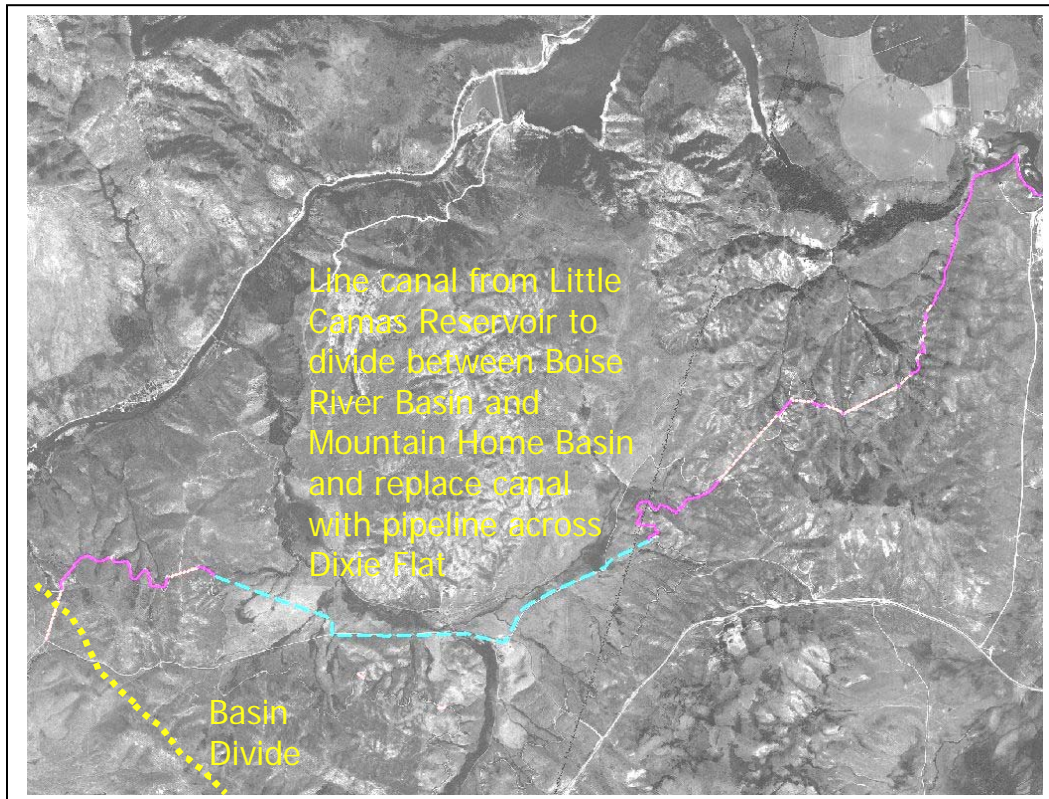 Line canal from Little
Camas Reservoir to
divide between Boise
River Basin and
Mountain Home Basin
and replace canal
with pipeline across
Dixie Flat
Basin
Divide